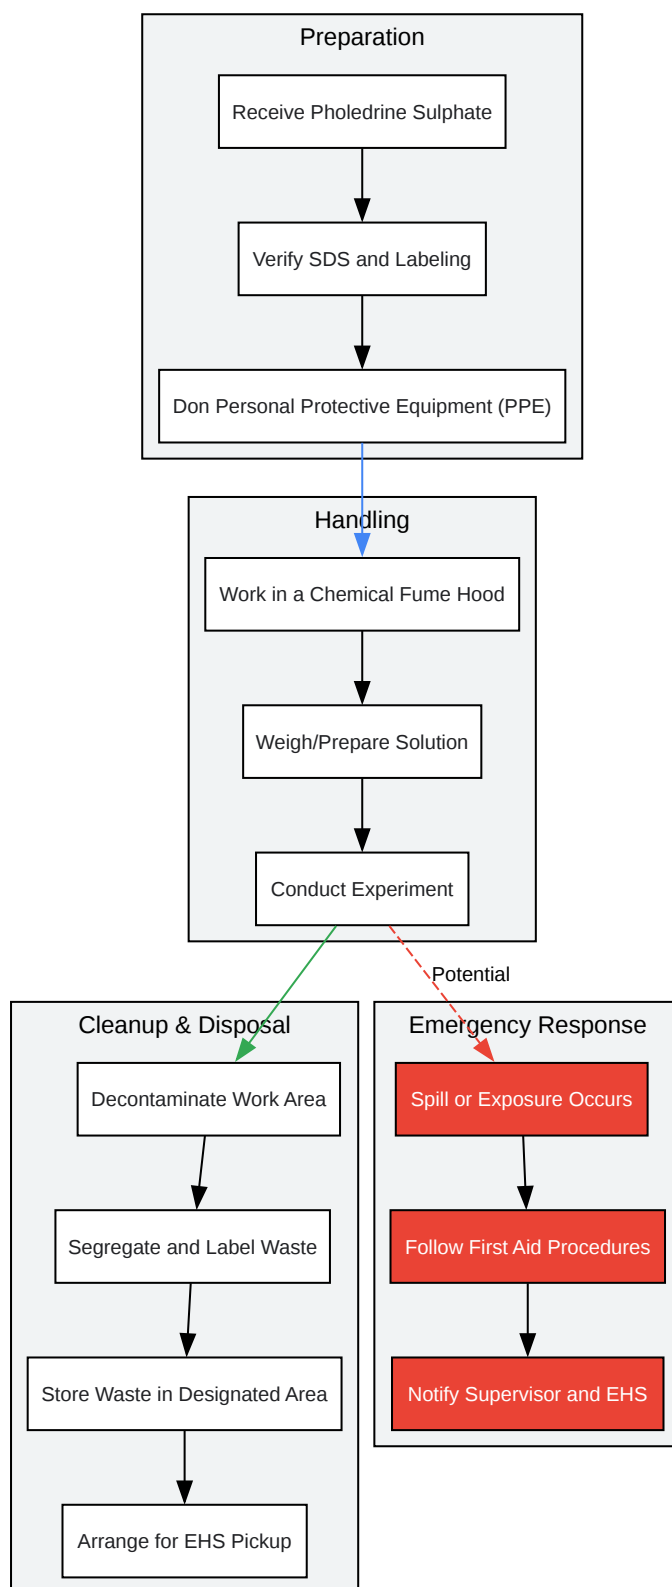 Preparation
Receive Pholedrine Sulphate
Verify SDS and Labeling
Don Personal Protective Equipment (PPE)
Handling
Work in a Chemical Fume Hood
Weigh/Prepare Solution
Conduct Experiment
Potential
Cleanup & Disposal
Decontaminate Work Area
Segregate and Label Waste
Store Waste in Designated Area
Arrange for EHS Pickup
Emergency Response
Spill or Exposure Occurs
Follow First Aid Procedures
Notify Supervisor and EHS